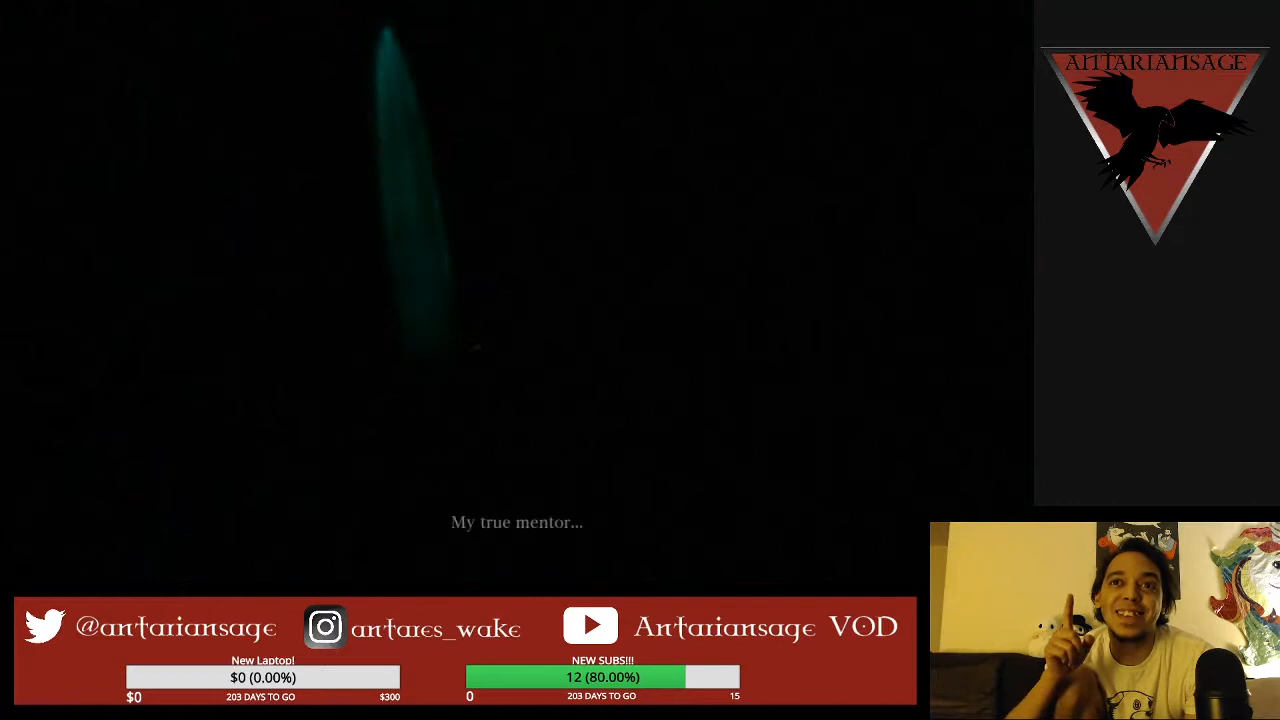 ANTARIANSAGE
My true mentor...
@antariansage
antares_wake
Antariansage VOD
New Laptop!
$0 (0.00%)
$0
203 DAYS TO GO
$300
NEW SUBS!!!
12 (80.00%)
0
203 DAYS TO GO
15